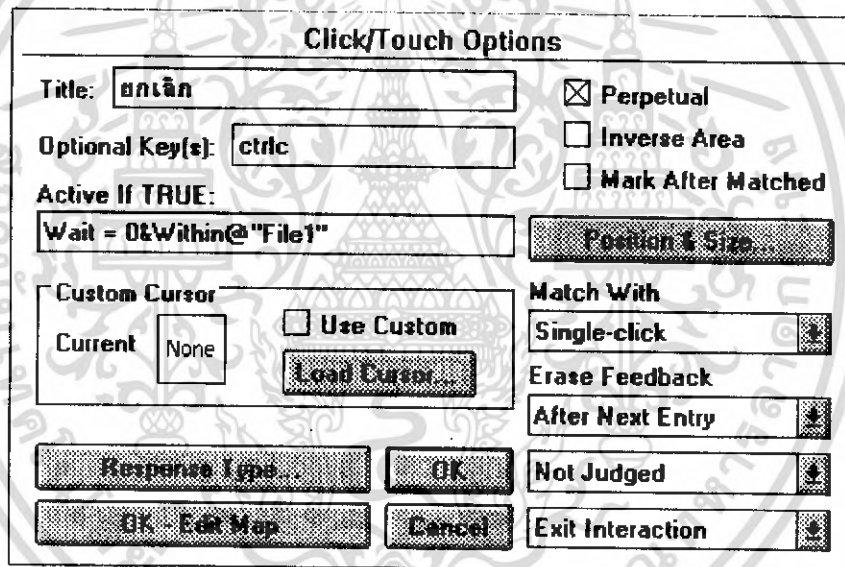 Click/Touch Options
Title: ยกเลิก
Optional Key(s): ctrlc
Active If TRUE:
Wait = 0&Within@"File1"
Custom Cursor
Current None
Use Custom
Load Cursor...
Perpetual
Inverse Area
Mark After Matched
Position & Size...
Match With
Single-click
Erase Feedback
After Next Entry
Not Judged
Exit Interaction
Response Type... OK
OK - Edit Map Cancel